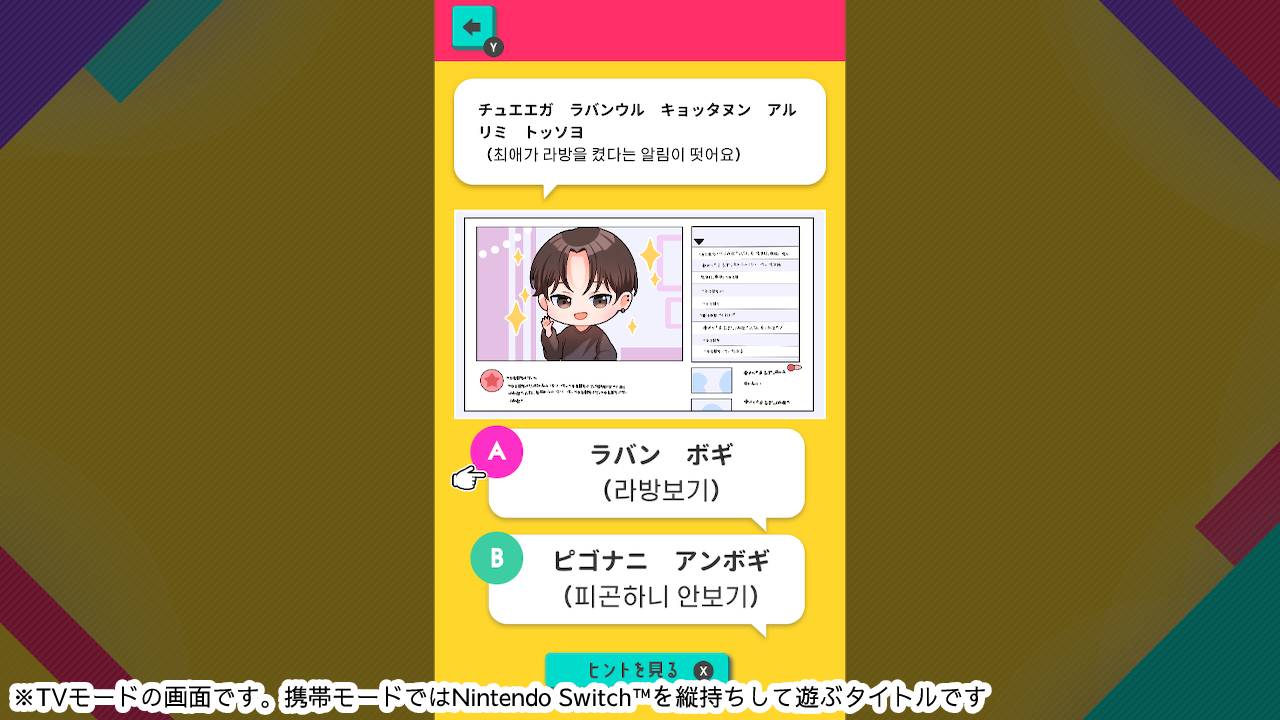 Y
チュエエガ　ラバンウル　キョッタヌン　アル
リミ　トッソヨ
（최애가 라방을 켰다는 알림이 떳어요）
A
ラバン　ボギ
（라방보기）
B
ピゴナニ　アンボギ
（피곤하니 안보기）
ヒントを見る X
※TVモードの画面です。携帯モードではNintendo Switch™を縦持ちして遊ぶタイトルです